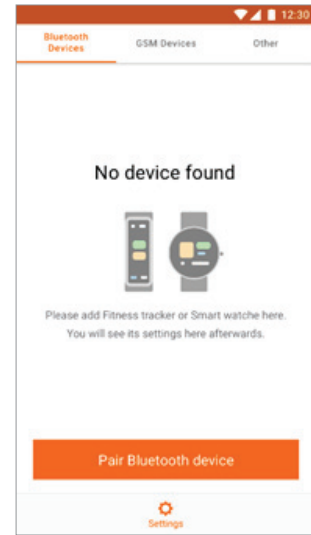 12:30
Bluetooth
Devices
GSM Devices
Other
No device found
Please add Fitness tracker or Smart watche here.
You will see its settings here afterwards.
Pair Bluetooth device
Settings